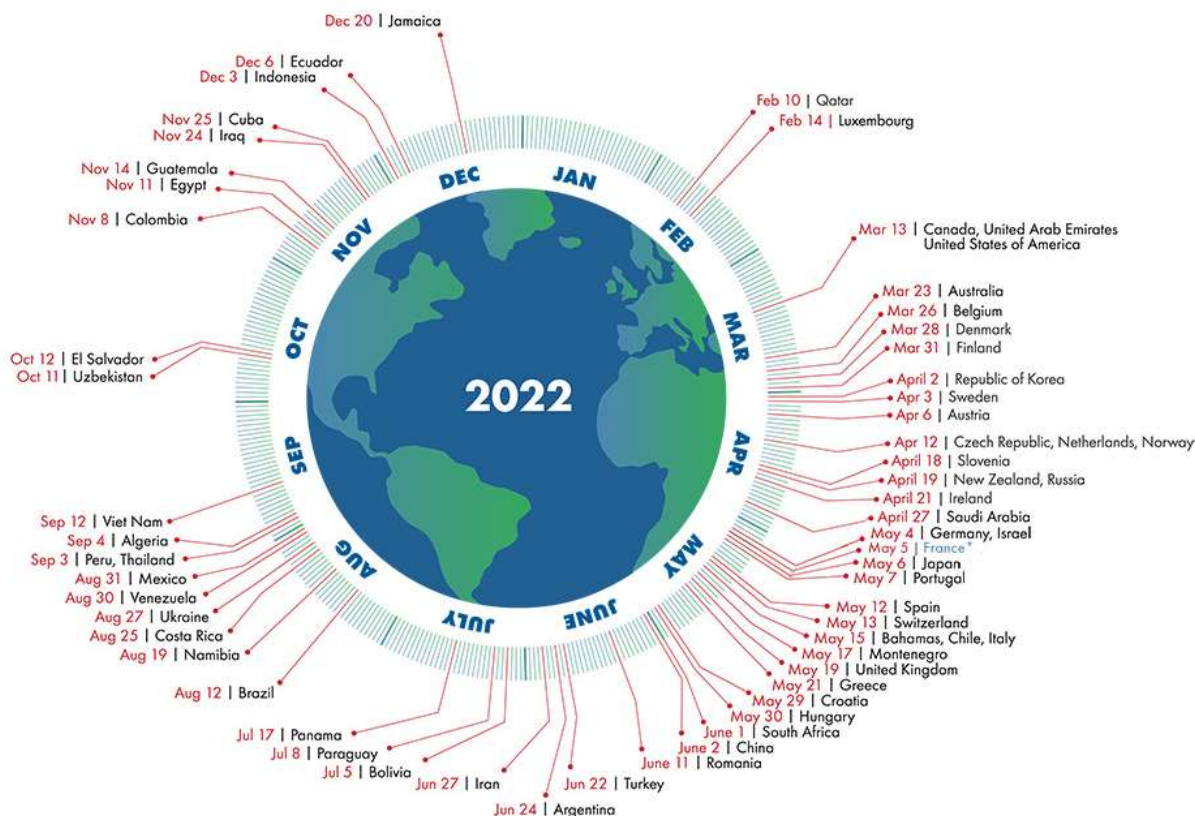 Dec 20 | Jamaica
Dec 6 | Ecuador
Dec 3 | Indonesia
Nov 25 | Cuba
Nov 24 | Iraq
Nov 14 | Guatemala
Nov 11 | Egypt
Nov 8 | Colombia
Oct 12 | El Salvador
Oct 11 | Uzbekistan
Sep 12 | Viet Nam
Sep 4 | Algeria
Sep 3 | Peru, Thailand
Aug 31 | Mexico
Aug 30 | Venezuela
Aug 27 | Ukraine
Aug 25 | Costa Rica
Aug 19 | Namibia
Aug 12 | Brazil
Jul 17 | Panama
Jul 8 | Paraguay
Jul 5 | Bolivia
Jun 27 | Iran
Jun 24 | Argentina
Jun 22 | Turkey
Feb 10 | Qatar
Feb 14 | Luxembourg
Mar 13 | Canada, United Arab Emirates
United States of America
Mar 23 | Australia
Mar 26 | Belgium
Mar 28 | Denmark
Mar 31 | Finland
April 2 | Republic of Korea
Apr 3 | Sweden
Apr 6 | Austria
Apr 12 | Czech Republic, Netherlands, Norway
April 18 | Slovenia
April 19 | New Zealand, Russia
April 21 | Ireland
April 27 | Saudi Arabia
May 4 | Germany, Israel
May 5 | France*
May 6 | Japan
May 7 | Portugal
May 12 | Spain
May 13 | Switzerland
May 15 | Bahamas, Chile, Italy
May 17 | Montenegro
May 19 | United Kingdom
May 21 | Greece
May 29 | Croatia
May 30 | Hungary
June 1 | South Africa
June 2 | China
June 11 | Romania
JAN
FEB
MAR
APR
MAY
JUNE
JULY
AUG
SEP
OCT
NOV
DEC
2022